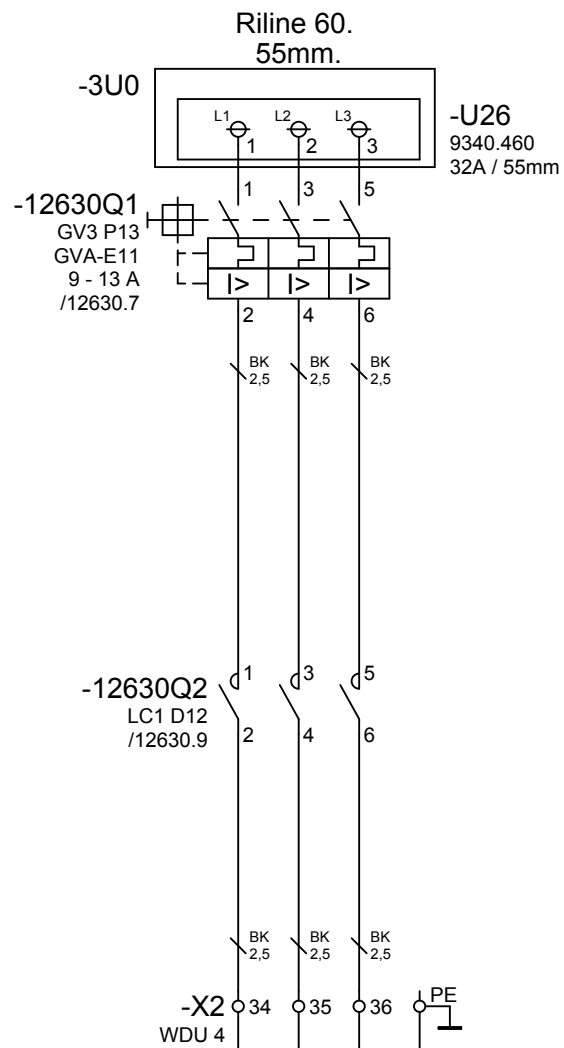 Riline 60.
55mm.
-3U0
L1 L2 L3
1 2 3
-U26
9340.460
32A / 55mm
1 3 5
-12630Q1
GV3 P13
GVA-E11
9 - 13 A
/12630.7
I> I> I>
2 4 6
BK BK BK
2,5 2,5 2,5
1 3 5
-12630Q2
LC1 D12
/12630.9
2 4 6
BK BK BK
2,5 2,5 2,5
-X2 34 35 36 PE
WDU 4